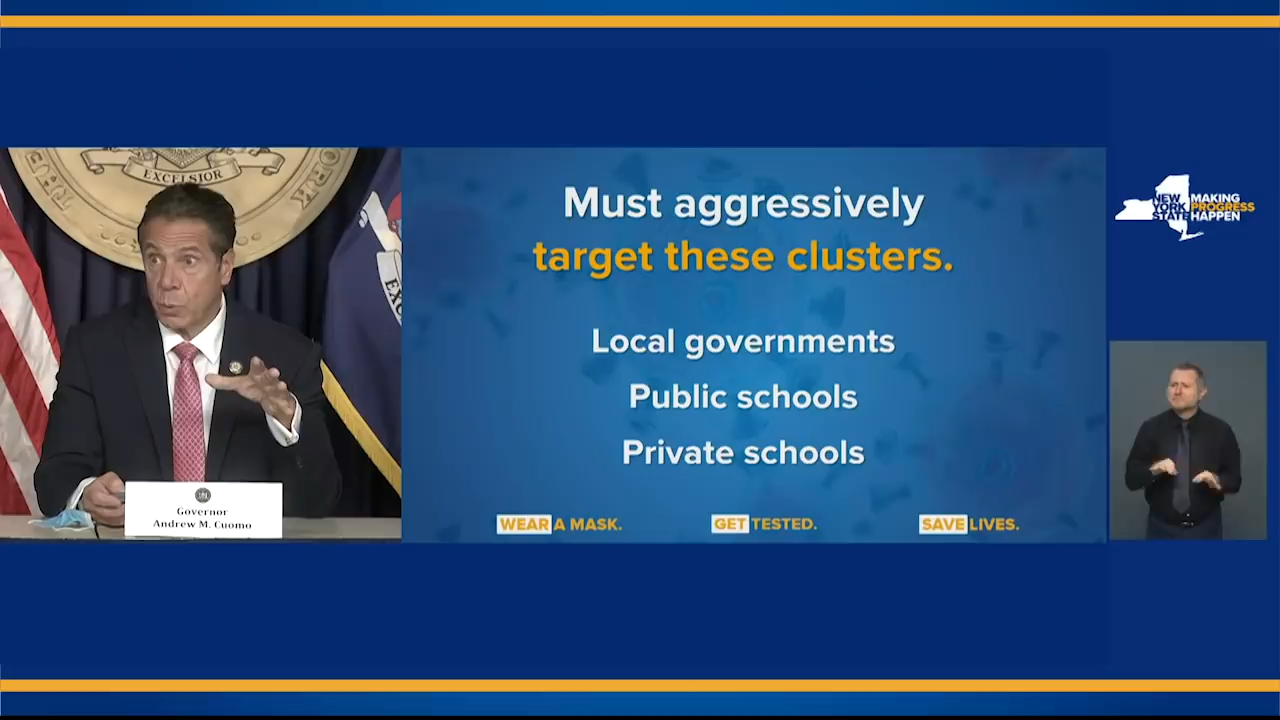 EXCELSIOR
Must aggressively
target these clusters.
Local governments
Public schools
Private schools
WEAR A MASK.
GET TESTED.
SAVE LIVES.
Governor
Andrew M. Cuomo
NEW
YORK
STATE
MAKING
PROGRESS
HAPPEN